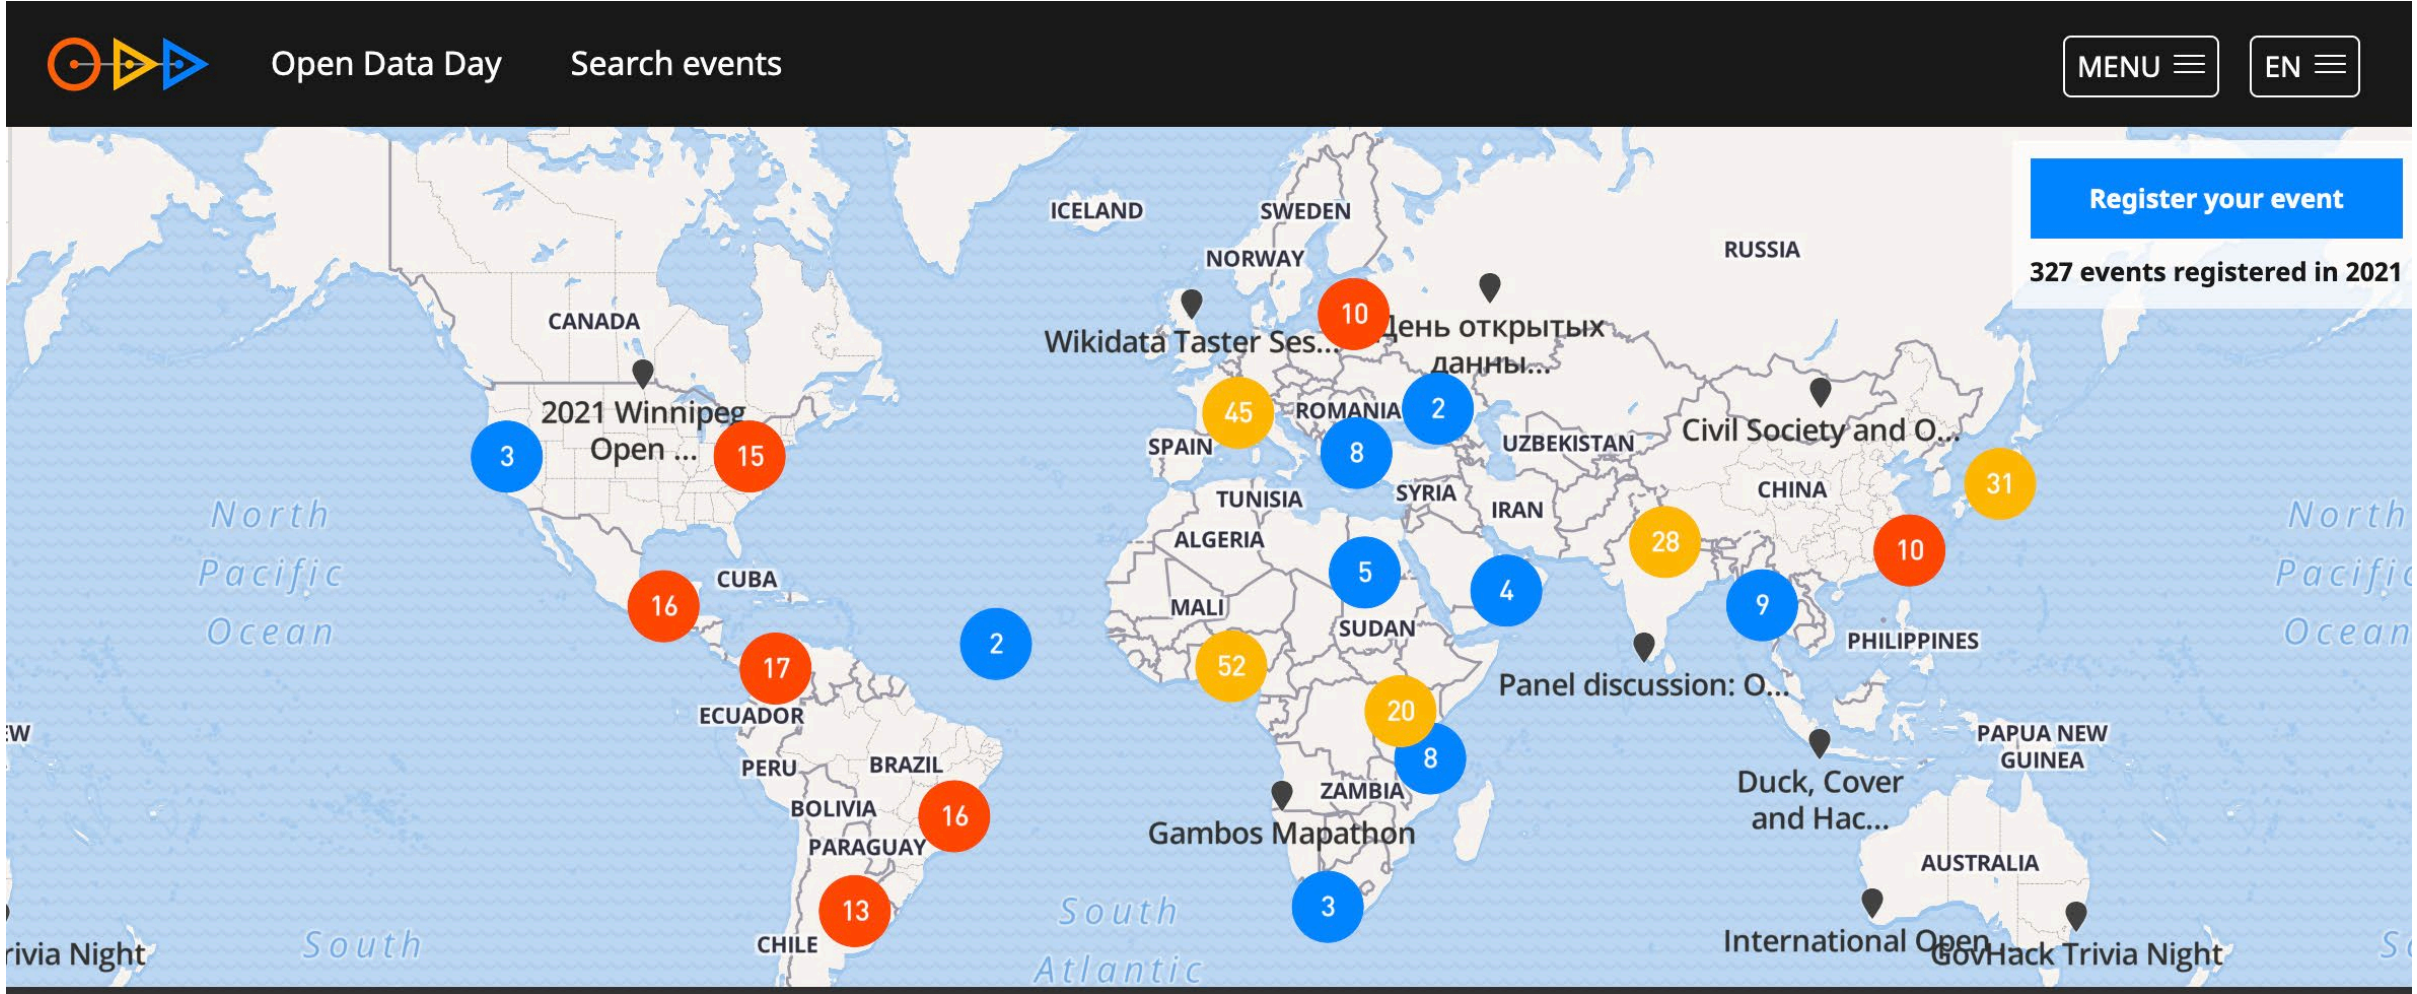 Open Data Day
Search events
MENU
EN
Register your event
327 events registered in 2021
ICELAND
SWEDEN
NORWAY
RUSSIA
CANADA
10
Wikidata Taster Ses...
День открытых
данны...
2021 Winnipeg
Open ...
3
15
45
ROMANIA
2
SPAIN
8
UZBEKISTAN
Civil Society and O...
31
TUNISIA
SYRIA
IRAN
CHINA
North
Pacific
Ocean
North
Pacific
Ocean
ALGERIA
28
10
5
4
CUBA
16
MALI
9
SUDAN
2
PHILIPPINES
17
52
Panel discussion: O...
ECUADOR
20
PERU
BRAZIL
8
PAPUA NEW
GUINEA
BOLIVIA
16
ZAMBIA
Duck, Cover
and Hac...
Gambos Mapathon
PARAGUAY
AUSTRALIA
13
3
CHILE
South
South
Atlantic
International Open
GovHack Trivia Night
rivia Night